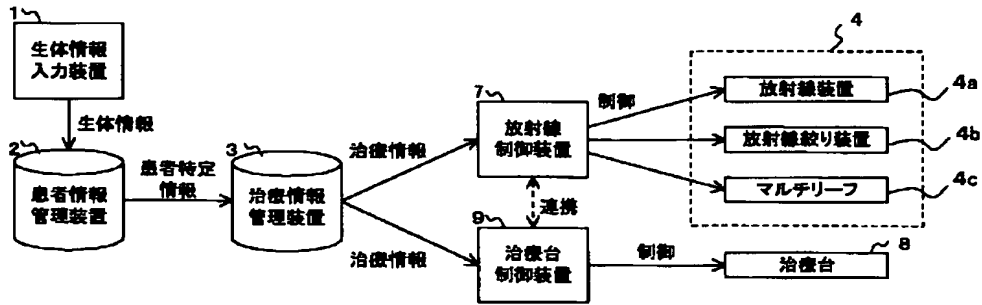 1
生体情報
入力装置
生体情報
2
患者情報
管理装置
患者特定
情報
3
治療情報
管理装置
治療情報
治療情報
7
放射線
制御装置
連携
9
治療台
制御装置
制御
制御
4
放射線装置
4a
放射線絞り装置
4b
マルチリーフ
4c
治療台
8